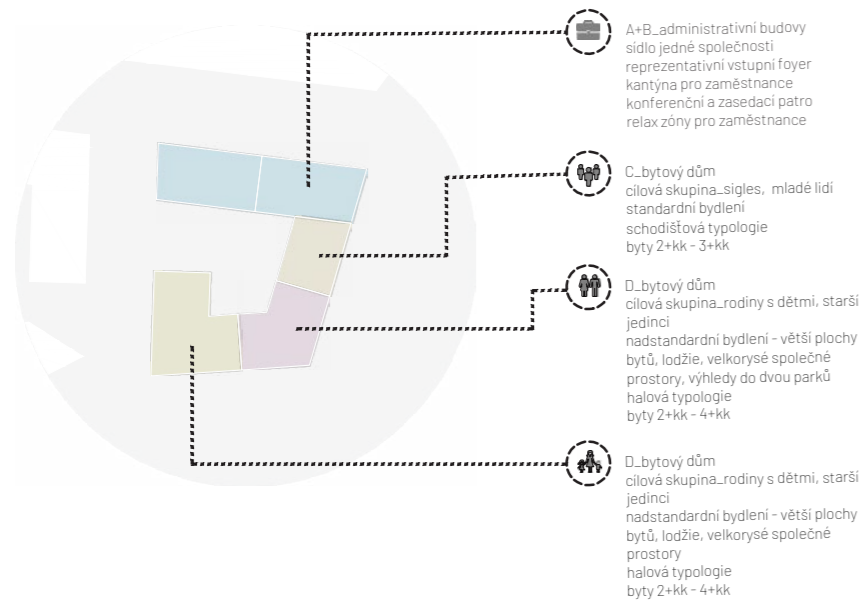 A+B_administrativní budovy
sídlo jedné společnosti
reprezentativní vstupní foyer
kantýna pro zaměstnance
konferenční a zasedací patro
relax zóny pro zaměstnance
C_bytový dům
cílová skupina_sigles, mladé lidí
standardní bydlení
schodišťová typologie
byty 2+kk - 3+kk
D_bytový dům
cílová skupina_rodiny s dětmi, starší
jedinci
nadstandardní bydlení - větší plochy
bytů, lodžie, velkorysé společné
prostory, výhledy do dvou parků
halová typologie
byty 2+kk - 4+kk
D_bytový dům
cílová skupina_rodiny s dětmi, starší
jedinci
nadstandardní bydlení - větší plochy
bytů, lodžie, velkorysé společné
prostory
halová typologie
byty 2+kk - 4+kk